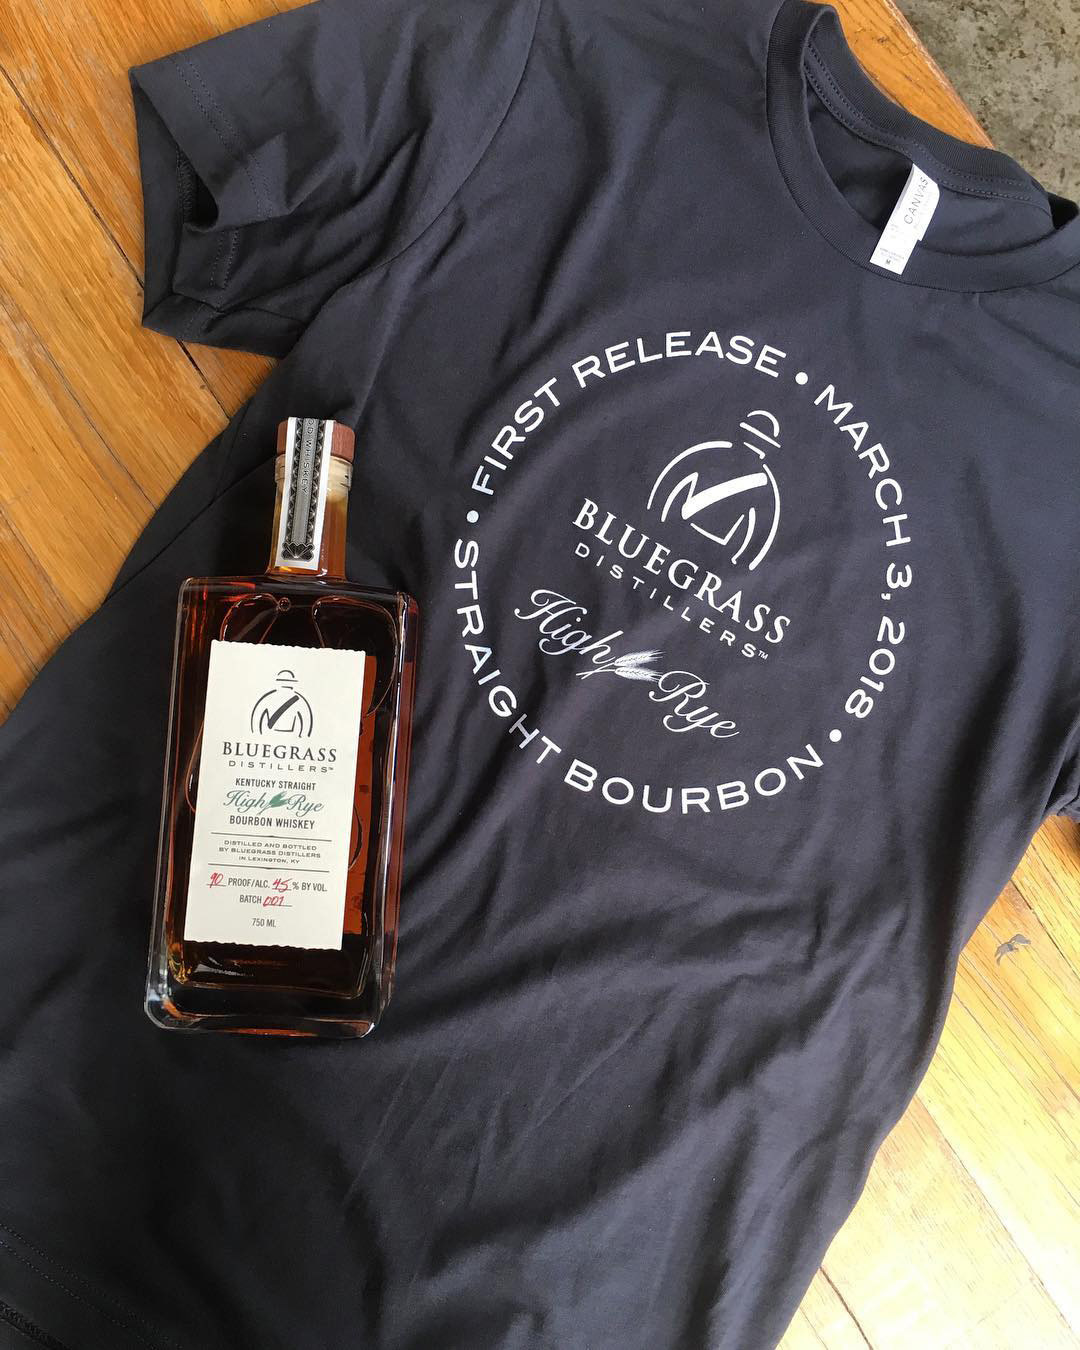 CANVAS
M
• FIRST RELEASE • MARCH 3, 2018 •
STRAIGHT BOURBON
BLUEGRASS
DISTILLERS™
High Rye
WHISKEY
BLUEGRASS
DISTILLERS™
KENTUCKY STRAIGHT
High Rye
BOURBON WHISKEY
DISTILLED AND BOTTLED
BY BLUEGRASS DISTILLERS
IN LEXINGTON, KY
90 PROOF/ALC. 45 % BY VOL.
BATCH 001
750 ML